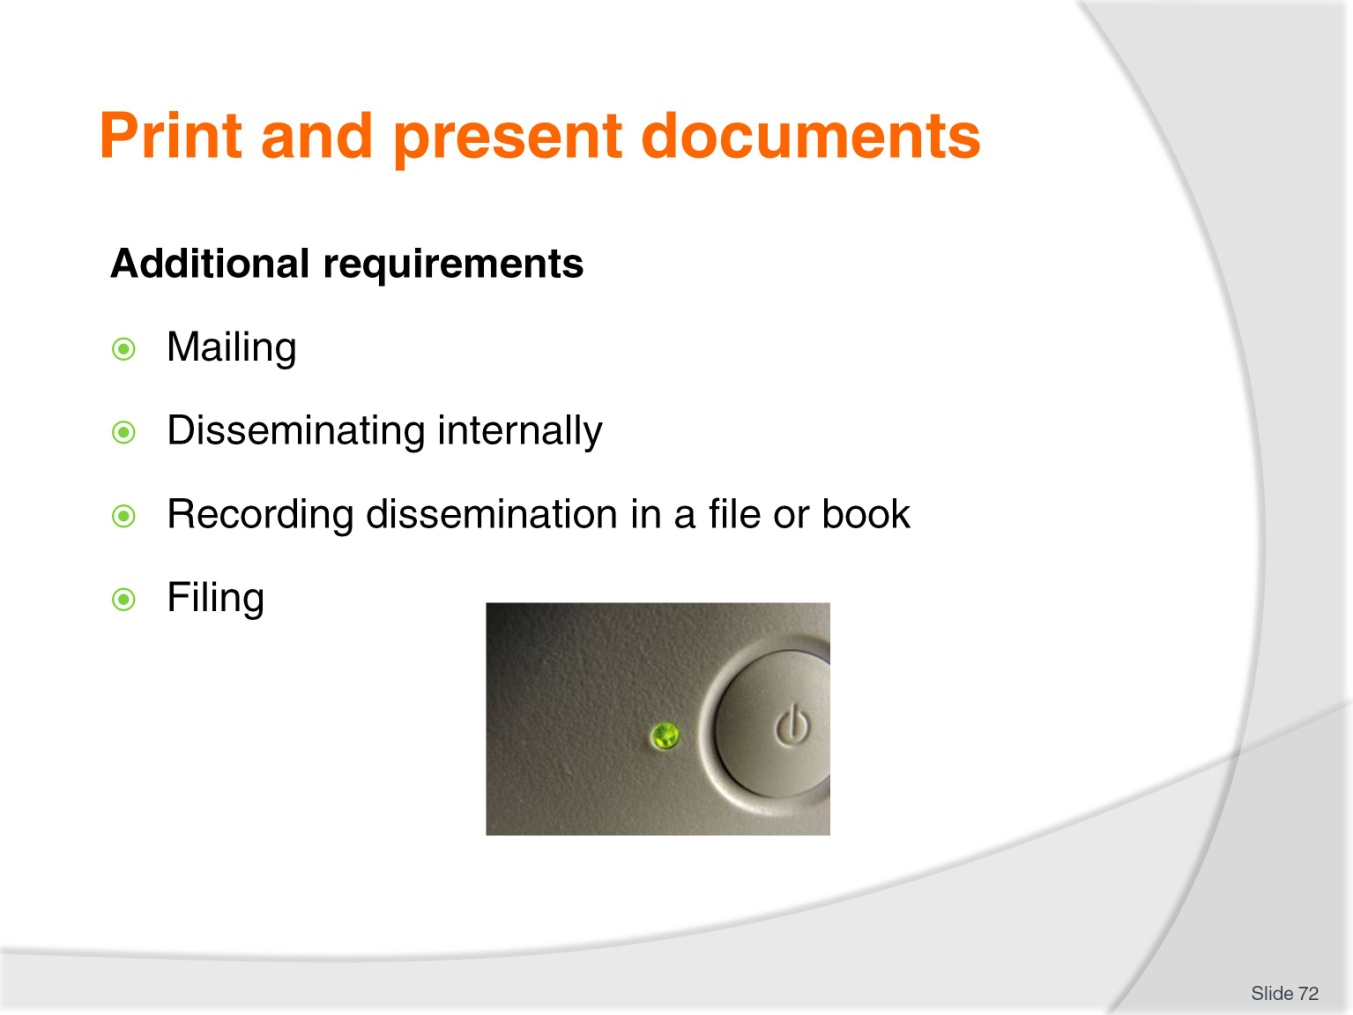 Print and present documents
Additional requirements
Mailing
Disseminating internally
Recording dissemination in a file or book
Filing
Slide 72